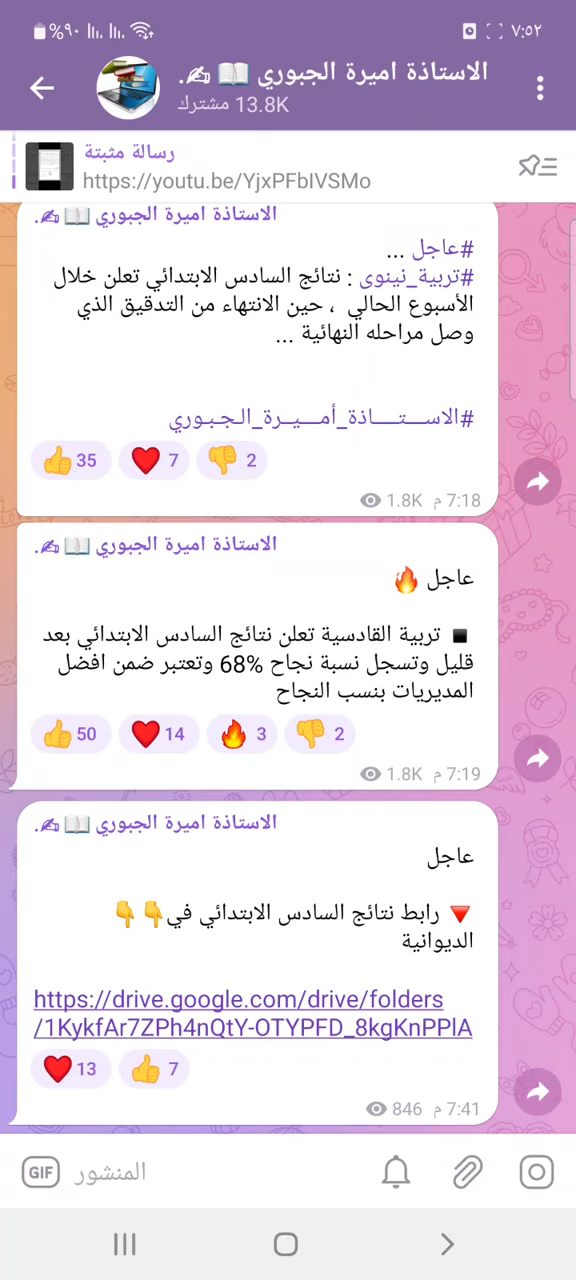 ٧:٥٢
%٩٠
الاستاذة اميرة الجبوري 📖✍️.
13.8K مشترك
رسالة مثبتة
https://youtu.be/YjxPFbIVSMo
الاستاذة اميرة الجبوري 📖✍️.
#عاجل ...
#تربية_نينوى : نتائج السادس الابتدائي تعلن خلال
الأسبوع الحالي ، حين الانتهاء من التدقيق الذي
وصل مراحله النهائية ...
#الاســـتـــــاذة_أمـــيــرة_الـجـبـوري
👍 35 ❤️ 7 👎 2
1.8K 7:18 م
الاستاذة اميرة الجبوري 📖✍️.
عاجل 🔥
▪️ تربية القادسية تعلن نتائج السادس الابتدائي بعد
قليل وتسجل نسبة نجاح 68% وتعتبر ضمن افضل
المديريات بنسب النجاح
👍 50 ❤️ 14 🔥 3 👎 2
1.8K 7:19 م
الاستاذة اميرة الجبوري 📖✍️.
عاجل
🔻 رابط نتائج السادس الابتدائي في👇👇
الديوانية
https://drive.google.com/drive/folders
/1KykfAr7ZPh4nQtY-OTYPFD_8kgKnPPlA
❤️ 13 👍 7
846 7:41 م
المنشور
GIF